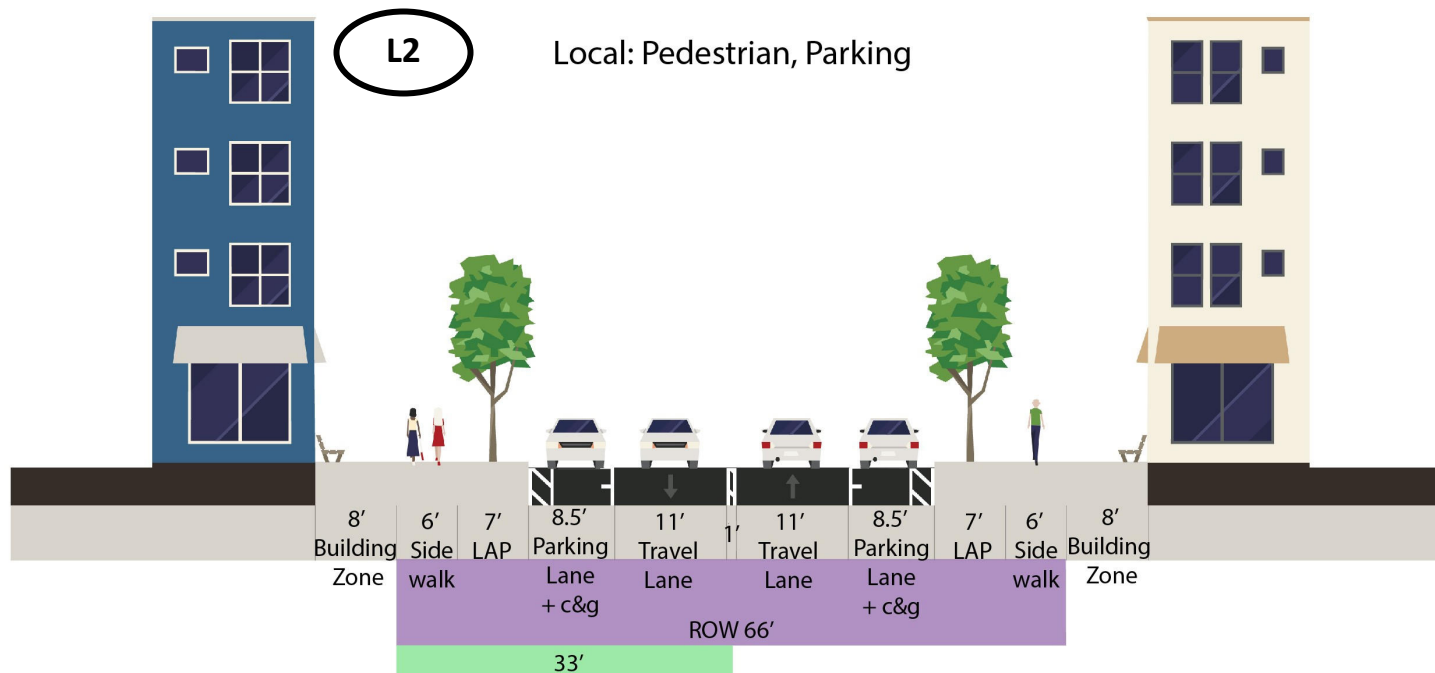 L2
Local: Pedestrian, Parking
8’
Building
Zone
6’
Side
walk
7’
LAP
8.5’
Parking
Lane
+ c&g
11’
Travel
Lane
1’
11’
Travel
Lane
8.5’
Parking
Lane
+ c&g
7’
LAP
6’
Side
walk
8’
Building
Zone
ROW 66’
33’